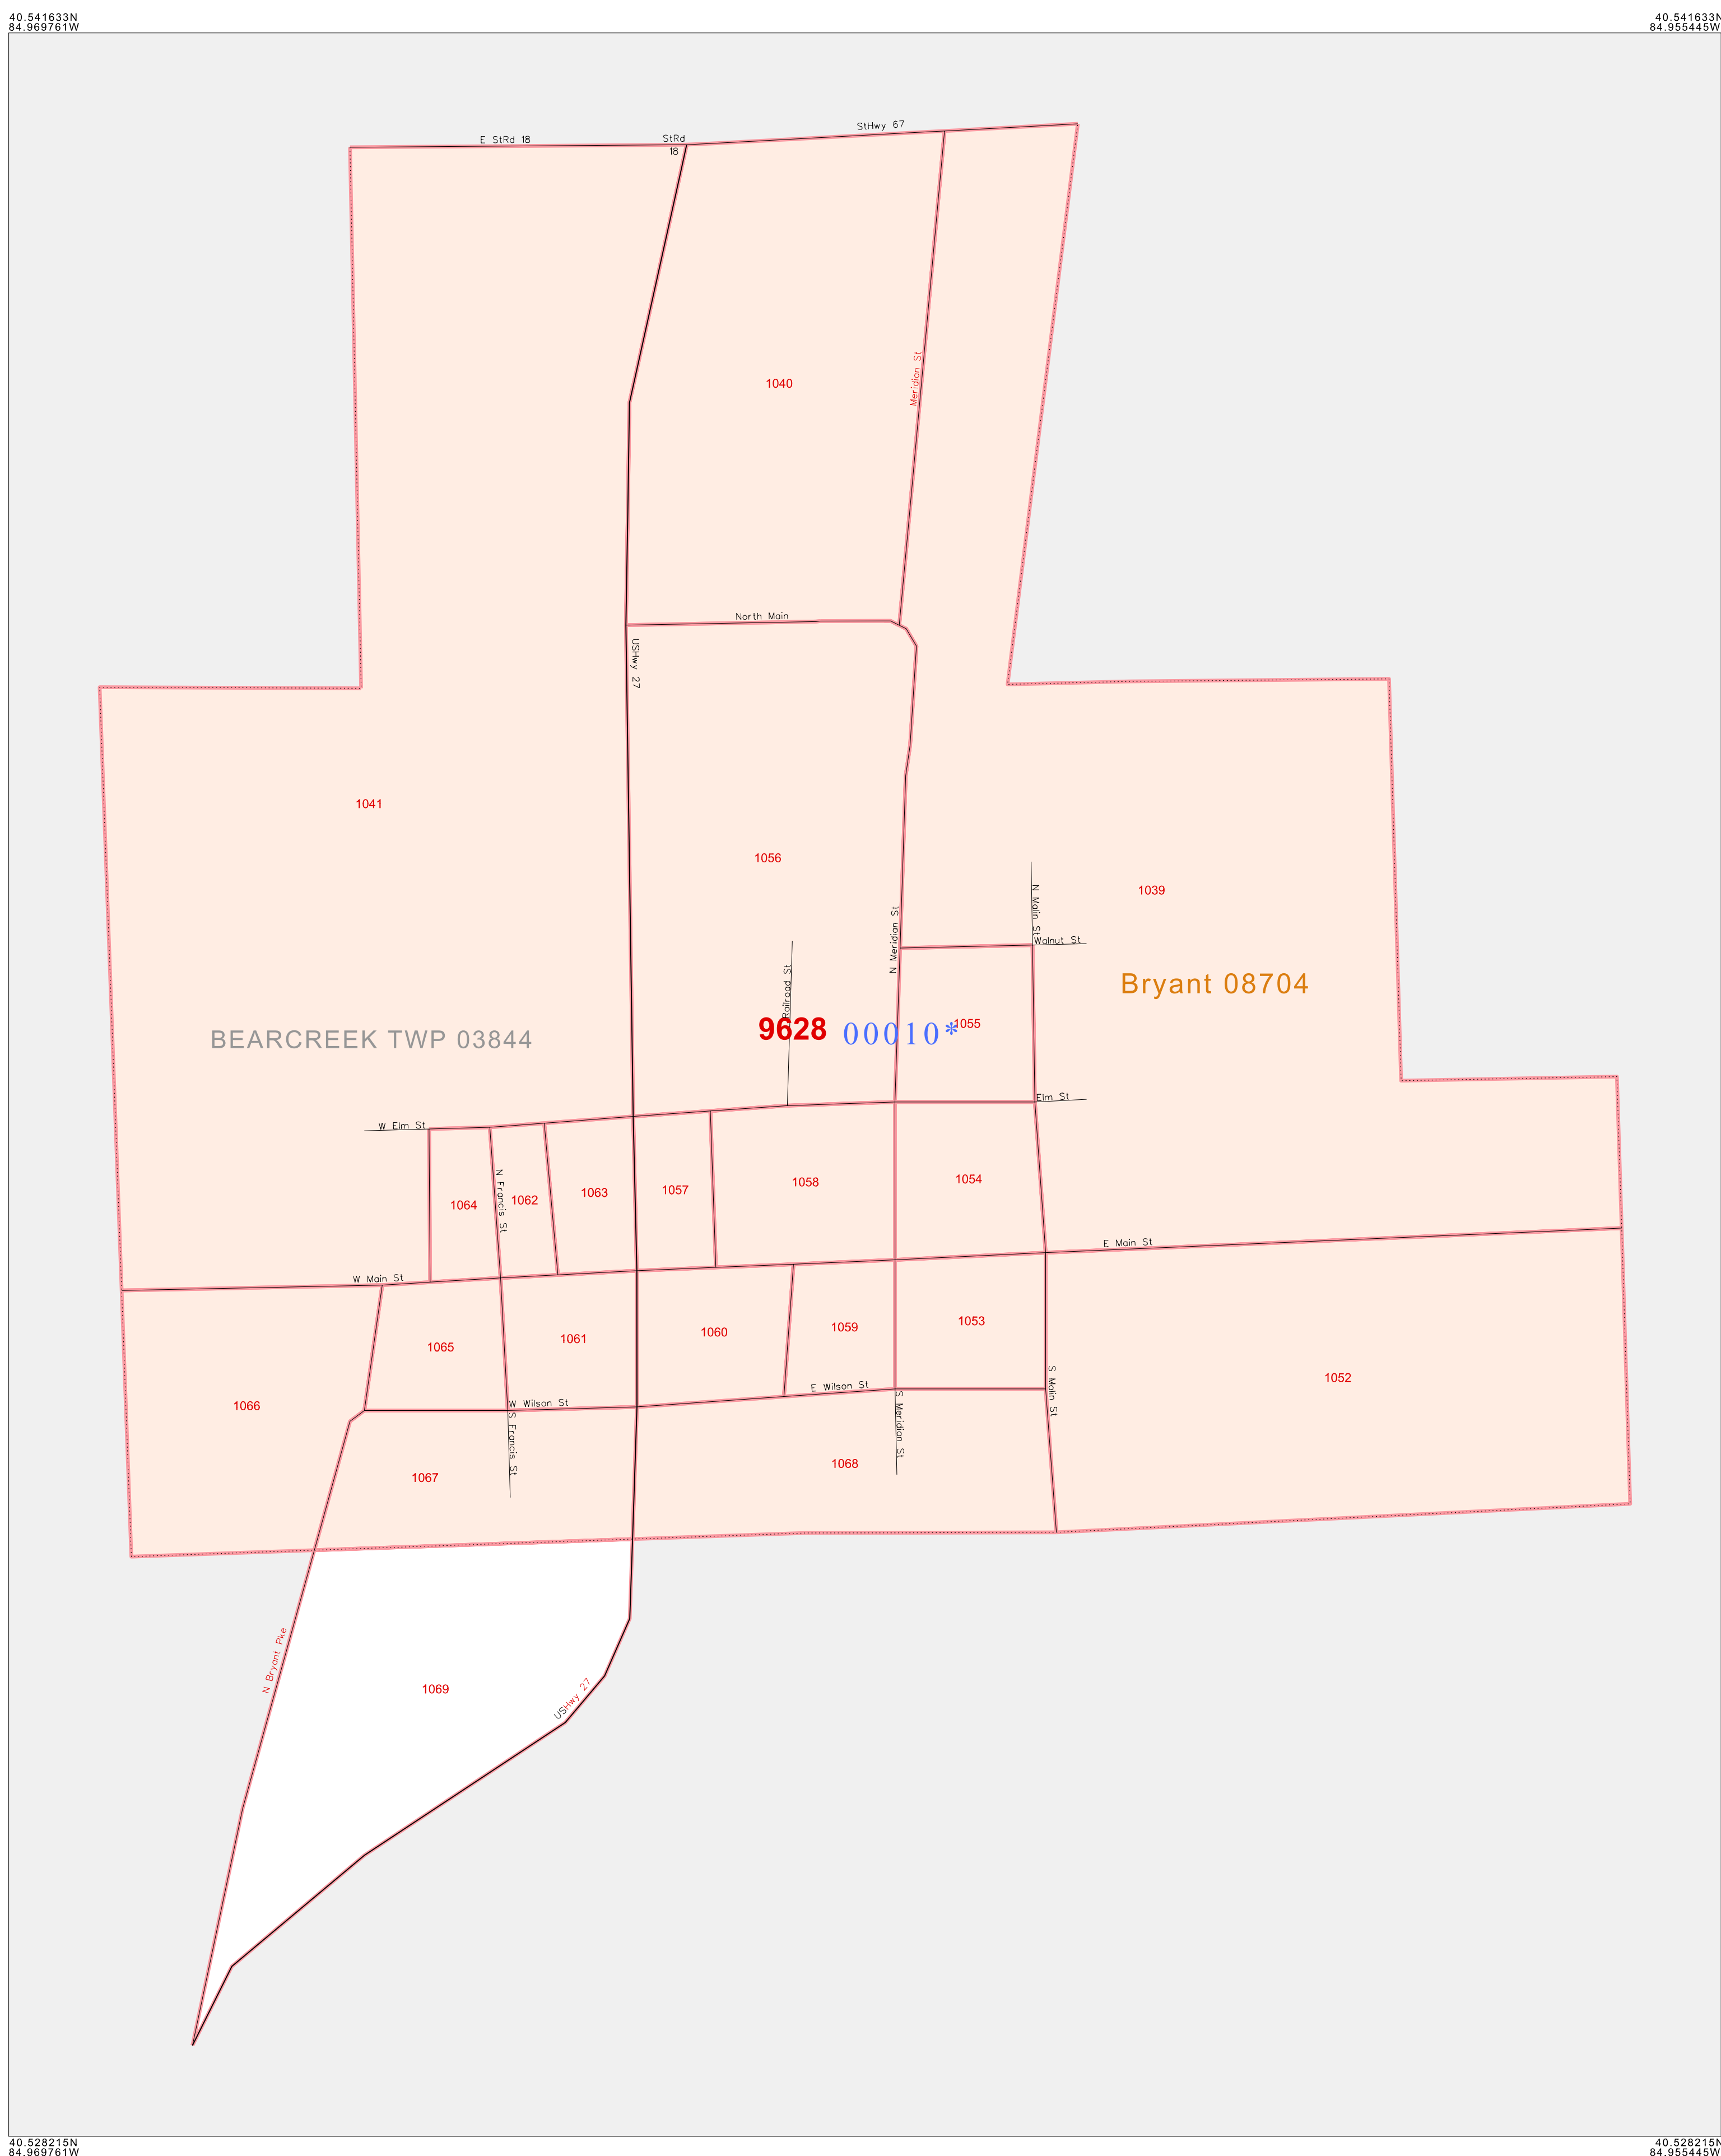 40.541633N
84.969761W
40.541633N
84.955445W
E StRd 18
StRd
18
StHwy 67
1040
Meridian St
North Main
USHwy 27
1041
1056
1039
N Malin St
Walnut St
N Meridian St
Railroad St
Bryant 08704
BEARCREEK TWP 03844
9628
00010*
1055
Elm St
W Elm St
N Francis St
1064
1062
1063
1057
1058
1054
E Main St
W Main St
1065
1061
1060
1059
1053
1066
1052
W Wilson St
E Wilson St
S Malin St
S Francis St
S Meridian St
1067
1068
N Bryant Pke
1069
USHwy 27
40.528215N
84.969761W
40.528215N
84.955445W